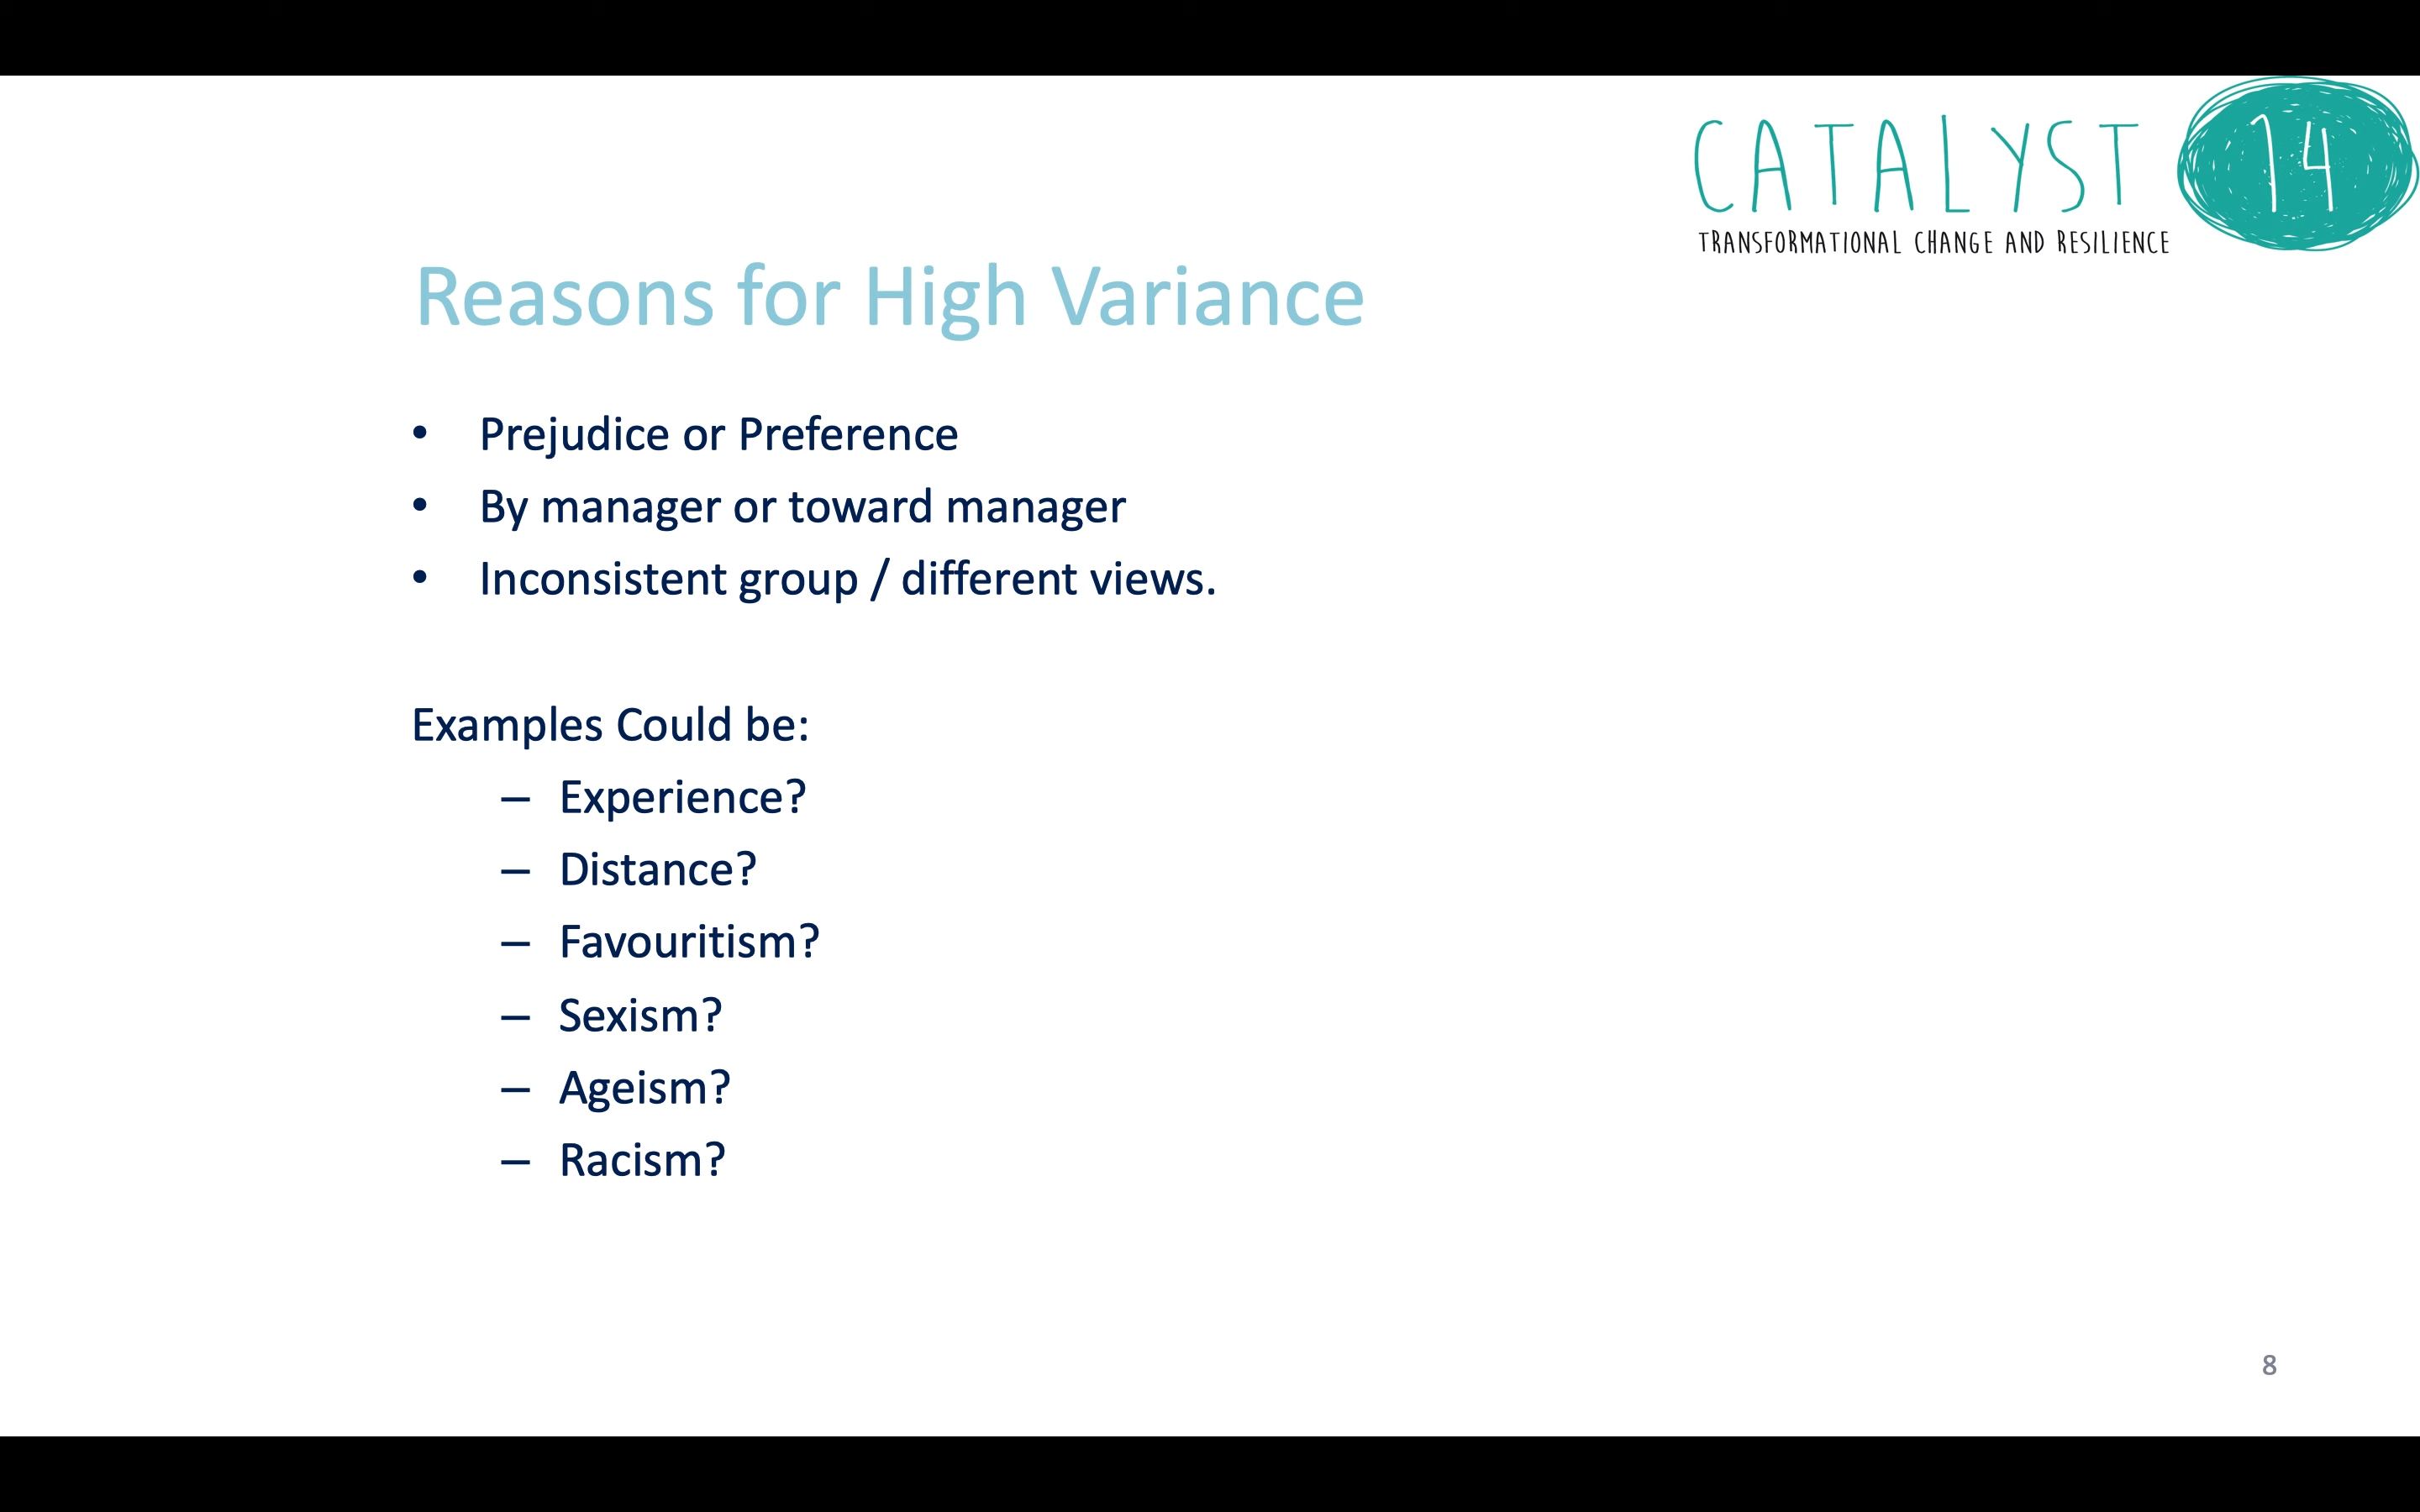 CATALYST 14
TRANSFORMATIONAL CHANGE AND RESILIENCE
Reasons for High Variance
• Prejudice or Preference
• By manager or toward manager
• Inconsistent group / different views.
Examples Could be:
– Experience?
– Distance?
– Favouritism?
– Sexism?
– Ageism?
– Racism?
8